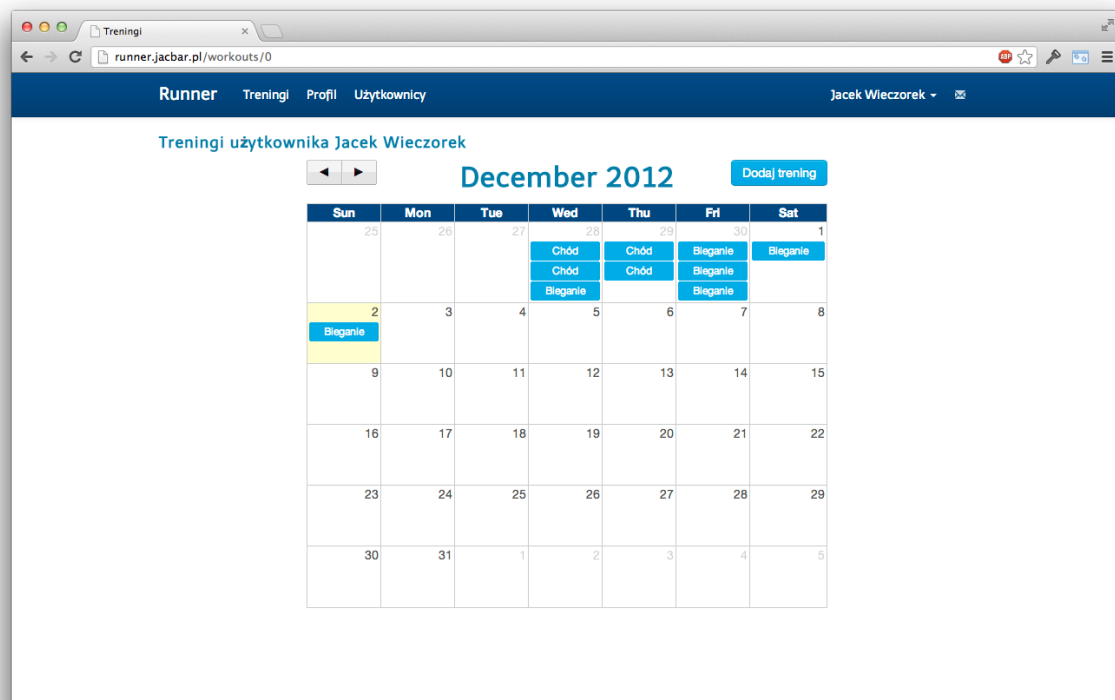 Treningi
runner.jacbar.pl/workouts/0
ABP
Runner Treningi Profil Użytkownicy Jacek Wieczorek
Treningi użytkownika Jacek Wieczorek
◄ ► December 2012 Dodaj trening
Sun Mon Tue Wed Thu Fri Sat
25 26 27 28 29 30 1
Chód Chód Bieganie Bieganie
Chód Chód Bieganie
Bieganie Bieganie
2 3 4 5 6 7 8
Bieganie
9 10 11 12 13 14 15
16 17 18 19 20 21 22
23 24 25 26 27 28 29
30 31 1 2 3 4 5